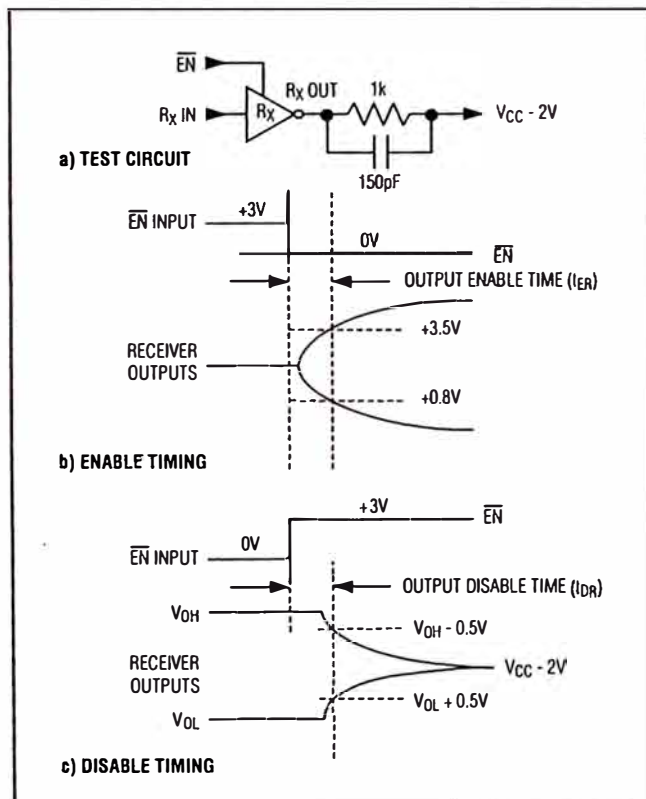 EN
RX OUT
1k
RX IN
RX
VCC - 2V
150pF
a) TEST CIRCUIT
+3V
EN INPUT
0V
EN
OUTPUT ENABLE TIME (tER)
+3.5V
RECEIVER
OUTPUTS
+0.8V
b) ENABLE TIMING
+3V
EN
0V
EN INPUT
OUTPUT DISABLE TIME (tDR)
VOH
VOH - 0.5V
RECEIVER
OUTPUTS
VCC - 2V
VOL + 0.5V
VOL
c) DISABLE TIMING